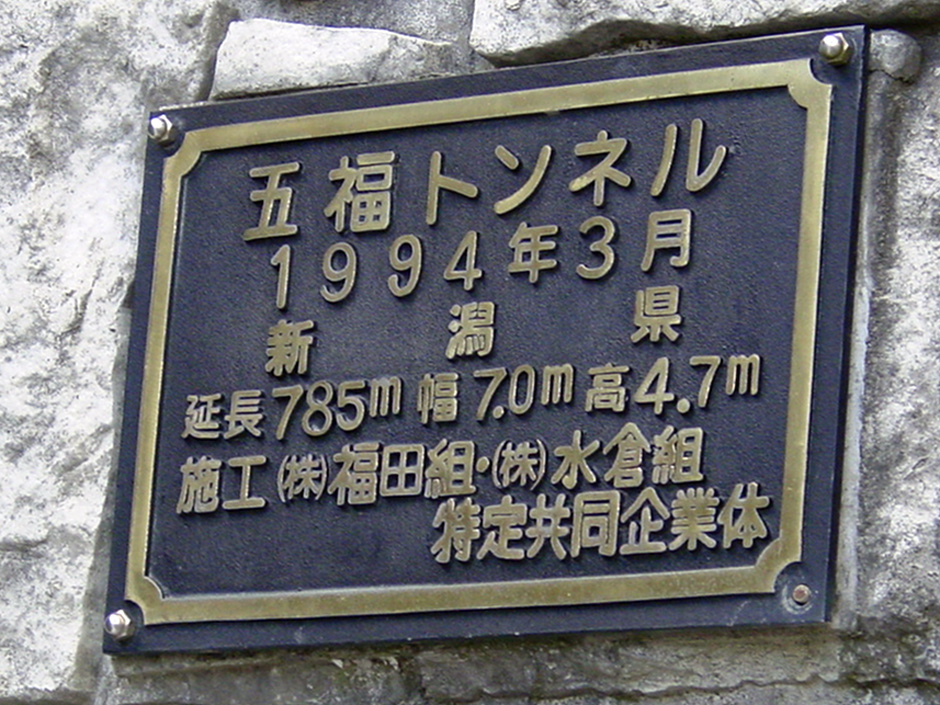 五福トンネル
1994年3月
新潟県
延長785m 幅7.0m 高4.7m
施工(株)福田組・(株)水倉組
特定共同企業体